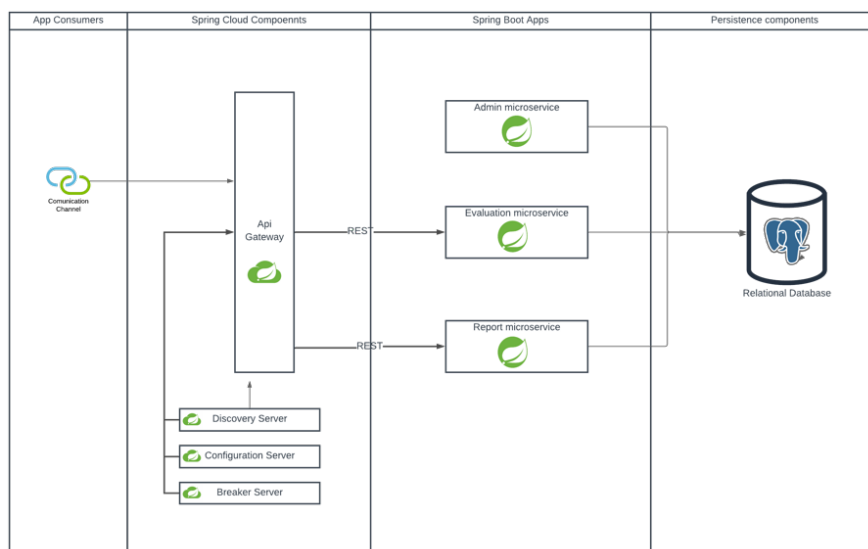 App Consumers
Spring Cloud Compoennts
Spring Boot Apps
Persistence components
Admin microservice
Comunication
Channel
Api
Gateway
REST
Evaluation microservice
Relational Database
REST
Report microservice
Discovery Server
Configuration Server
Breaker Server